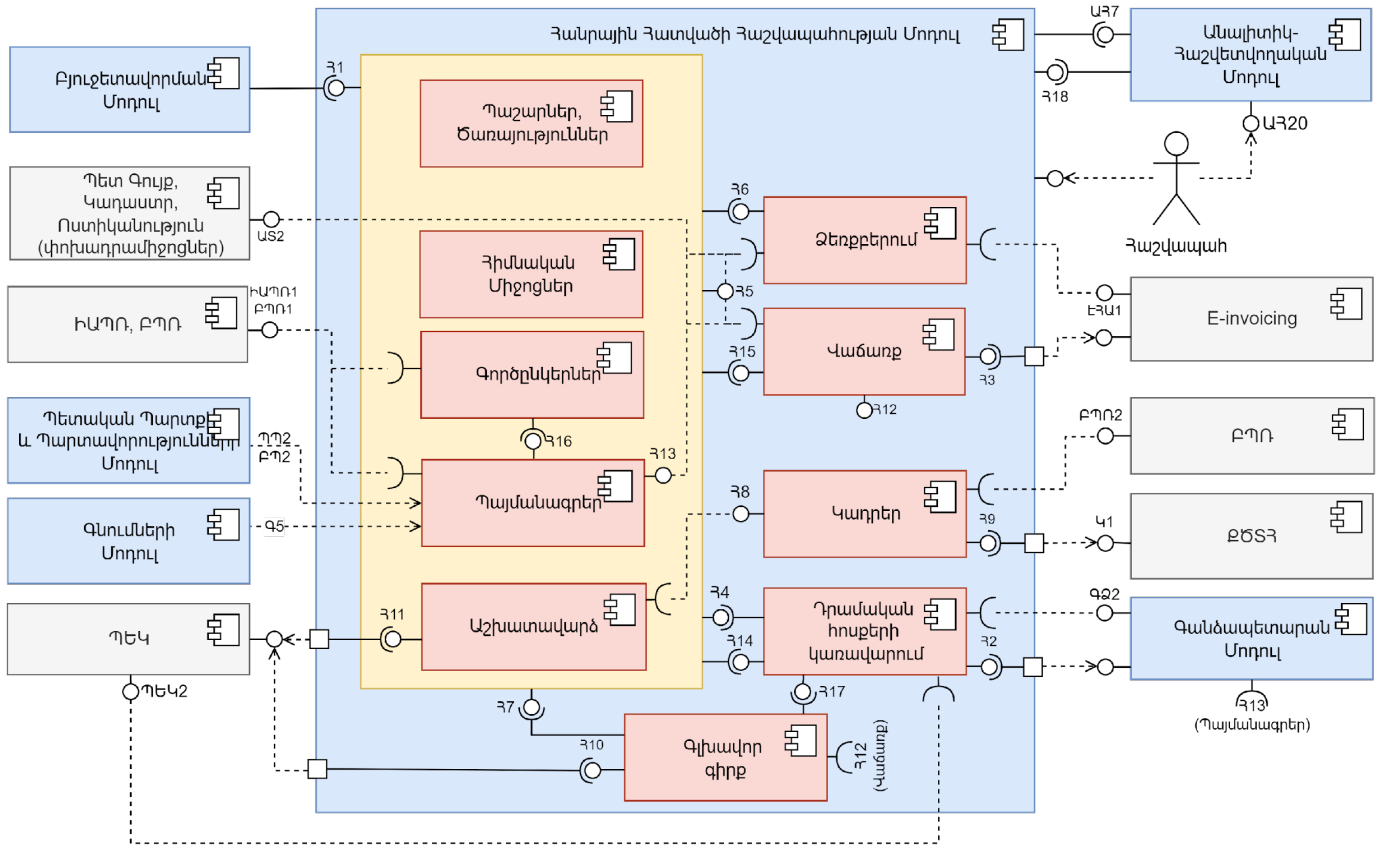 Հանրային Հատվածի Հաշվապահության Մոդուլ
Բյուջետավորման
Մոդուլ
Հ1
Պաշարներ,
Ծառայություններ
ԱՀ7
Հ18
Անալիտիկ-
Հաշվետվողական
Մոդուլ
ԱՀ20
Հաշվապահ
Պետ Գույք,
Կադաստր,
Ոստիկանություն
(փոխադրամիջոցներ)
ԱՏ2
Հ6
Ձեռքբերում
Հիմնական
Միջոցներ
Հ5
ԻԱՊՌ, ԲՊՌ
ԻԱՊՌ1
ԲՊՌ1
ԷՀԱ1
E-invoicing
Գործընկերներ
Հ15
Վաճառք
Հ3
Հ12
Պետական Պարտքի
և Պարտավորությունների
Մոդուլ
ՊՊ2
ԲՊ2
Հ16
Հ13
ԲՊՌ2
ԲՊՌ
Գնումների
Մոդուլ
Գ5
Պայմանագրեր
Հ8
Կադրեր
Հ9
Կ1
ՔԾՏՀ
ՊԵԿ
ՊԵԿ2
Հ11
Աշխատավարձ
Հ4
Հ14
Դրամական
հոսքերի
կառավարում
Հ2
ԳՁ2
Գանձապետարան
Մոդուլ
Հ13
(Պայմանագրեր)
Հ7
Հ17
Հ10
Գլխավոր
գիրք
Հ12
(Վաճառք)